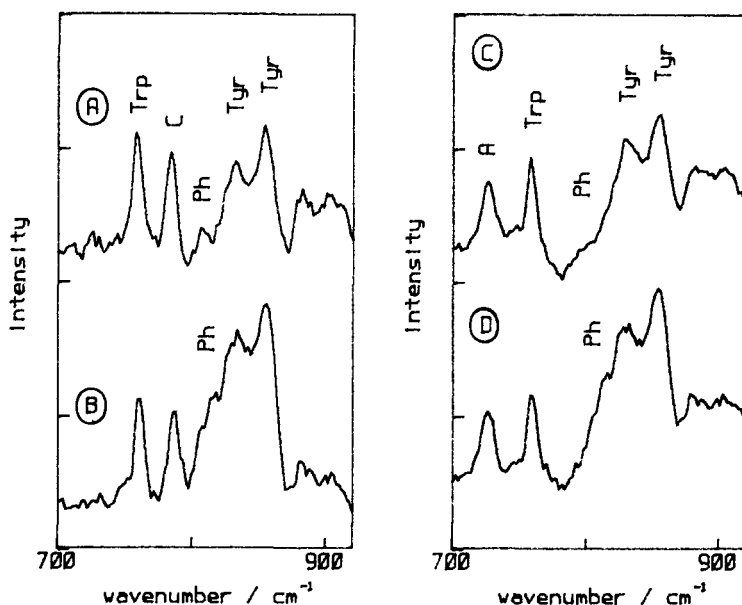 A
Trp
C
Ph
Tyr
Tyr
Intensity
B
Ph
700
900
wavenumber / cm⁻¹
C
A
Trp
Ph
Tyr
Tyr
Intensity
D
Ph
700
900
wavenumber / cm⁻¹